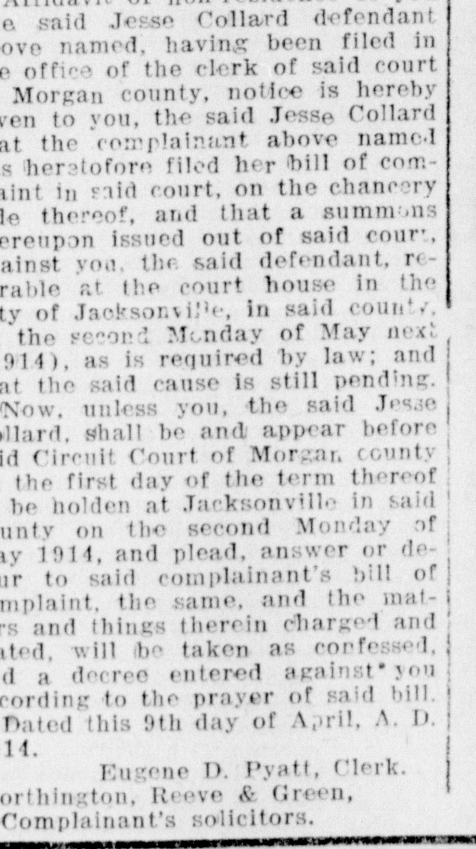 Affidavit of non-residence of you
e said Jesse Collard defendant
ove named, having been filed in
e office of the clerk of said court
Morgan county, notice is hereby
ven to you, the said Jesse Collard
at the complainant above named
s heretofore filed her bill of com-
aint in said court, on the chancery
de thereof, and that a summons
ereupon issued out of said court,
ainst you, the said defendant, re-
rable at the court house in the
ty of Jacksonville, in said county,
the second Monday of May next
914), as is required by law; and
at the said cause is still pending.
Now, unless you, the said Jesse
ollard, shall be and appear before
id Circuit Court of Morgan county
the first day of the term thereof
be holden at Jacksonville in said
unty on the second Monday of
ay 1914, and plead, answer or de-
ur to said complainant's bill of
mplaint, the same, and the mat-
rs and things therein charged and
ated, will be taken as confessed,
d a decree entered against you
cording to the prayer of said bill.
Dated this 9th day of April, A. D.
14.
Eugene D. Pyatt, Clerk.
orthington, Reeve & Green,
Complainant's solicitors.